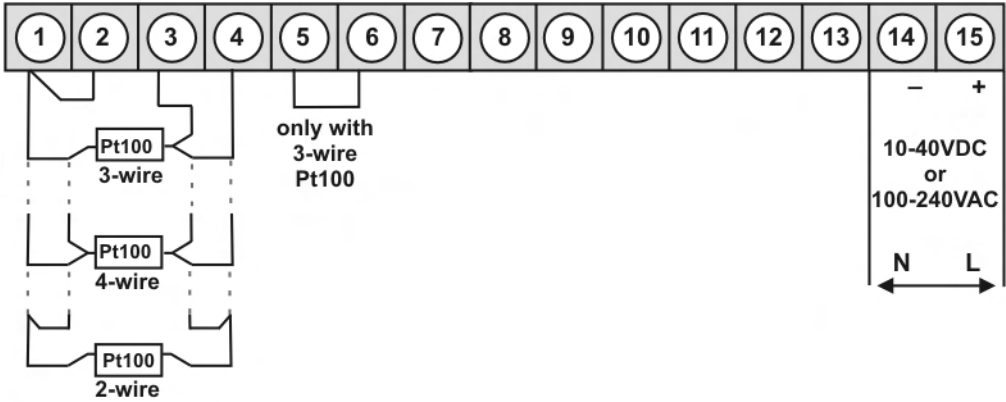 1 2 3 4 5 6 7 8 9 10 11 12 13 14 15
– +
Pt100
3-wire
only with
3-wire
Pt100
10-40VDC
or
100-240VAC
Pt100
4-wire
N L
Pt100
2-wire